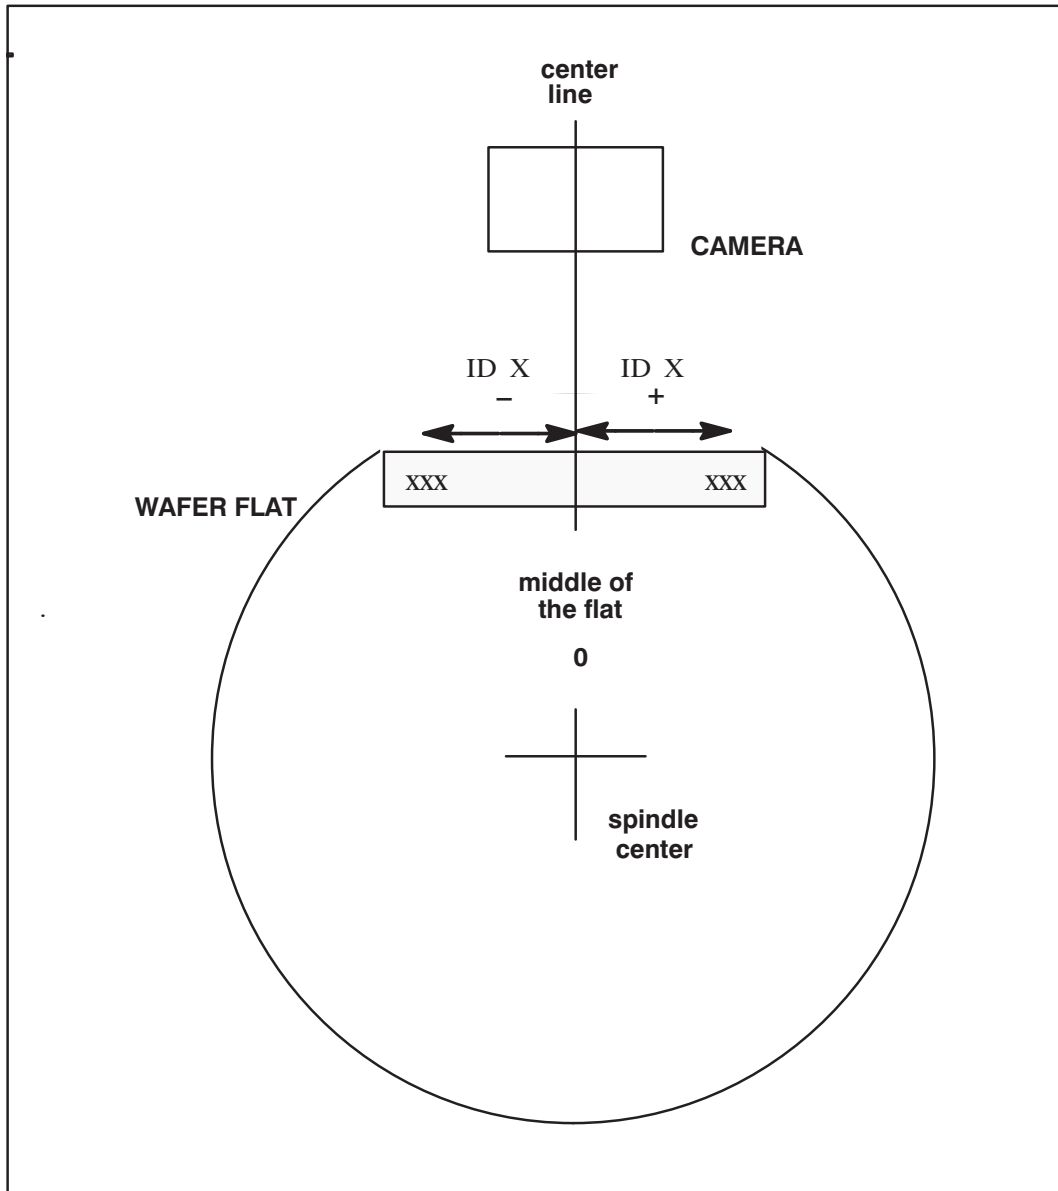 center
line
CAMERA
ID X ID X
– +
xxx xxx
WAFER FLAT
middle of
the flat
0
spindle
center